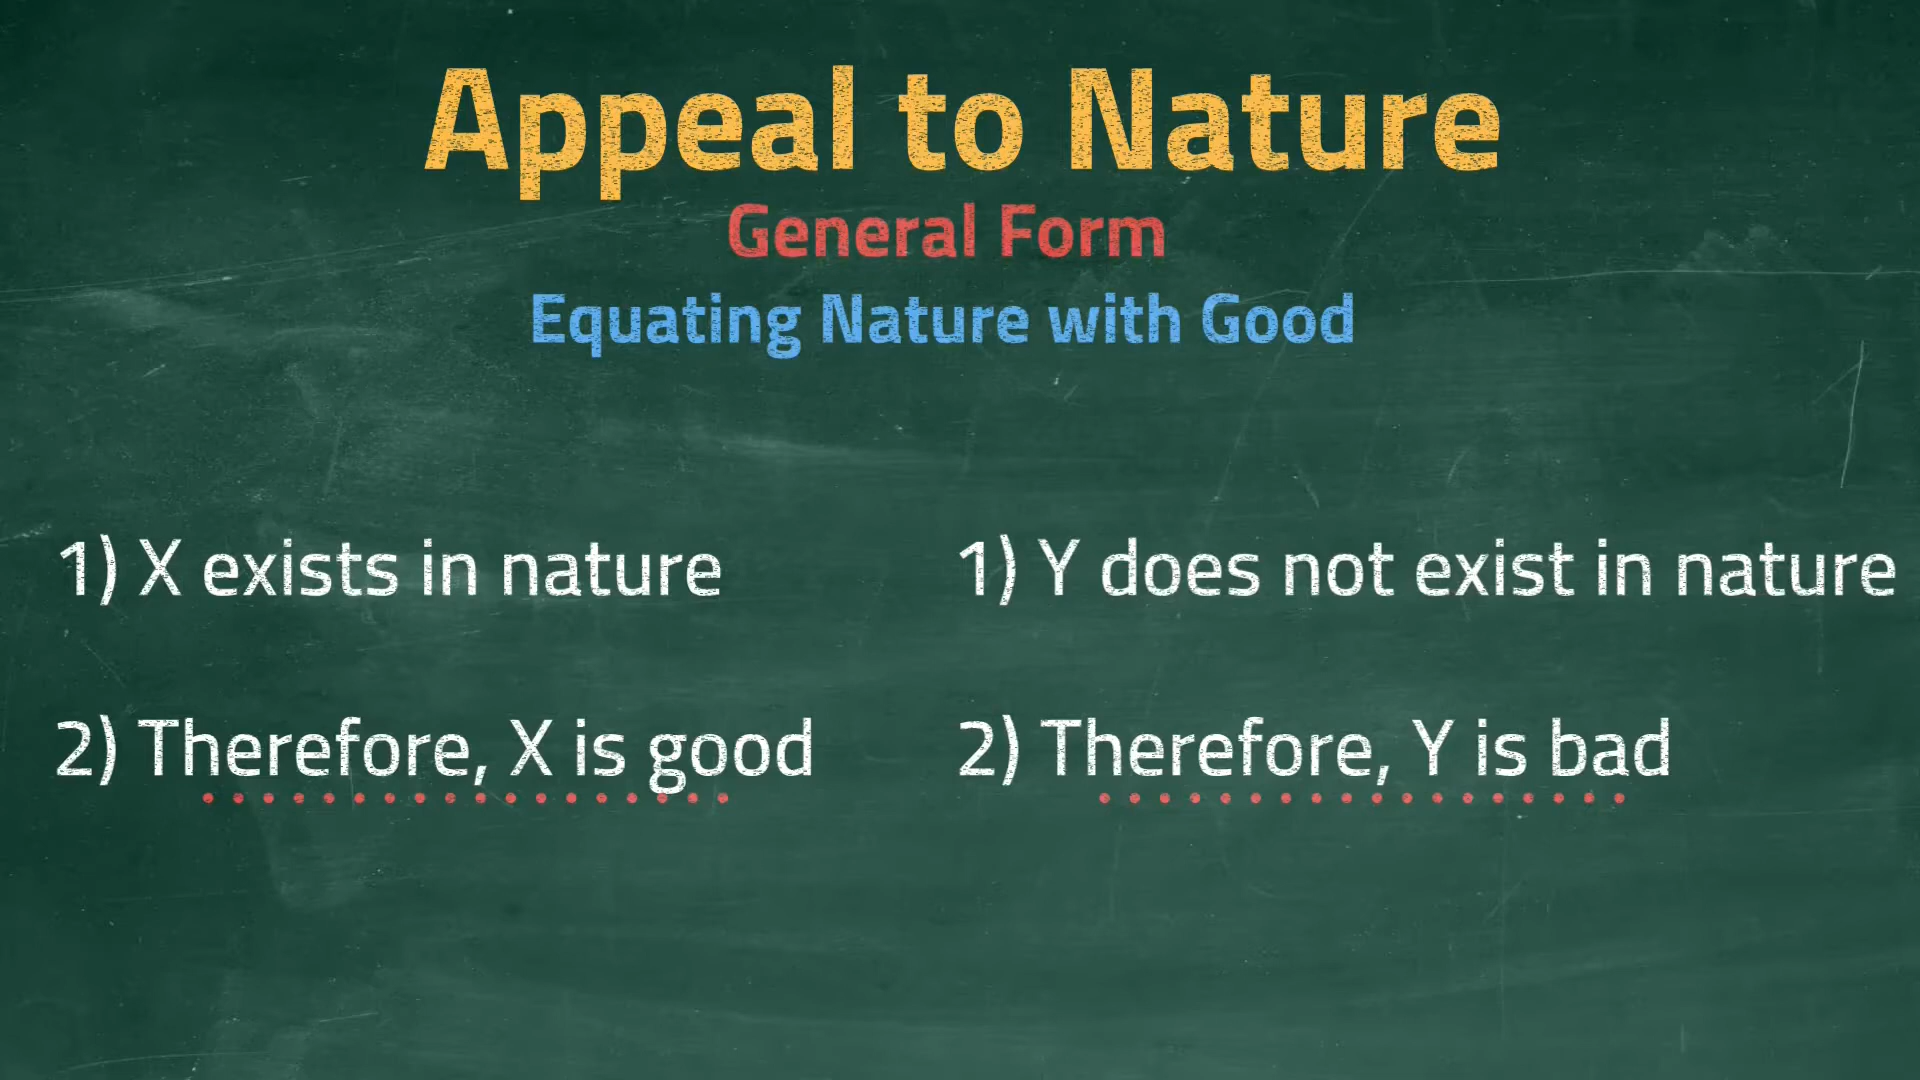 Appeal to Nature
General Form
Equating Nature with Good
1) X exists in nature
2) Therefore, X is good
1) Y does not exist in nature
2) Therefore, Y is bad